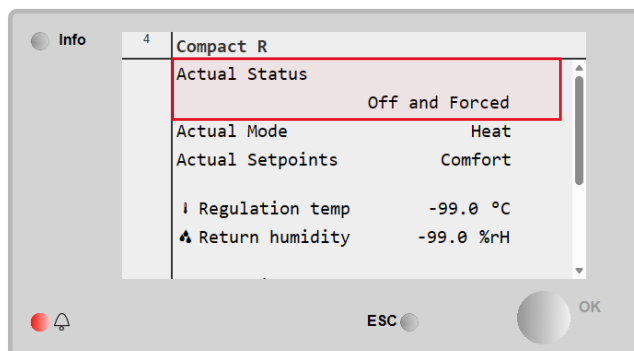 Info
4
Compact R
Actual Status
Off and Forced
Actual Mode Heat
Actual Setpoints Comfort
Regulation temp -99.0 °C
Return humidity -99.0 %rH
ESC
OK